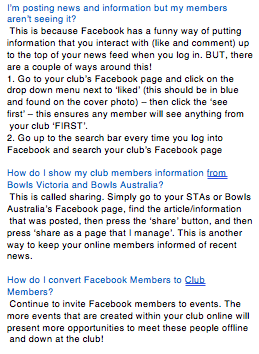 I'm posting news and information but my members
aren't seeing it?
This is because Facebook has a funny way of putting
information that you interact with (like and comment) up
to the top of your news feed when you log in. BUT, there
are a couple of ways around this!
1. Go to your club's Facebook page and click on the
drop down menu next to 'liked' (this should be in blue
and found on the cover photo) – then click the 'see
first' – this ensures any member will see anything from
your club 'FIRST'.
2. Go up to the search bar every time you log into
Facebook and search your club's Facebook page
How do I show my club members information from
Bowls Victoria and Bowls Australia?
This is called sharing. Simply go to your STAs or Bowls
Australia's Facebook page, find the article/information
that was posted, then press the 'share' button, and then
press 'share as a page that I manage'. This is another
way to keep your online members informed of recent
news.
How do I convert Facebook Members to Club
Members?
Continue to invite Facebook members to events. The
more events that are created within your club online will
present more opportunities to meet these people offline
and down at the club!